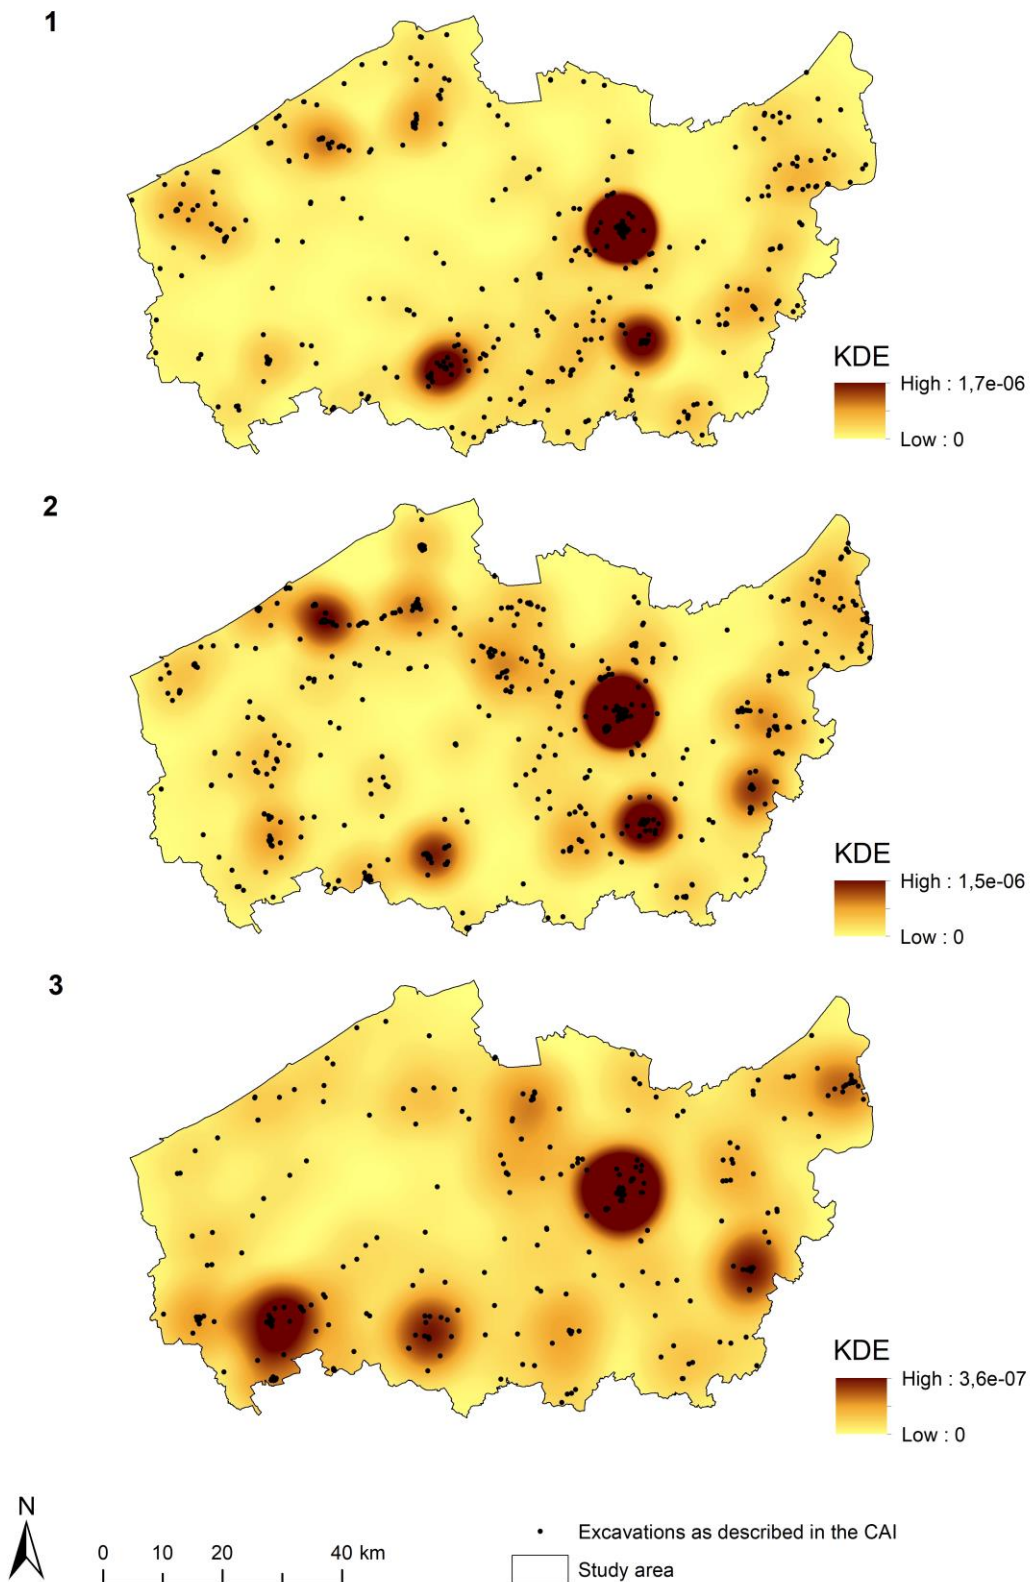 1
KDE
High : 1,7e-06
Low : 0
2
KDE
High : 1,5e-06
Low : 0
3
KDE
High : 3,6e-07
Low : 0
N
0 10 20 40 km
Excavations as described in the CAI
Study area